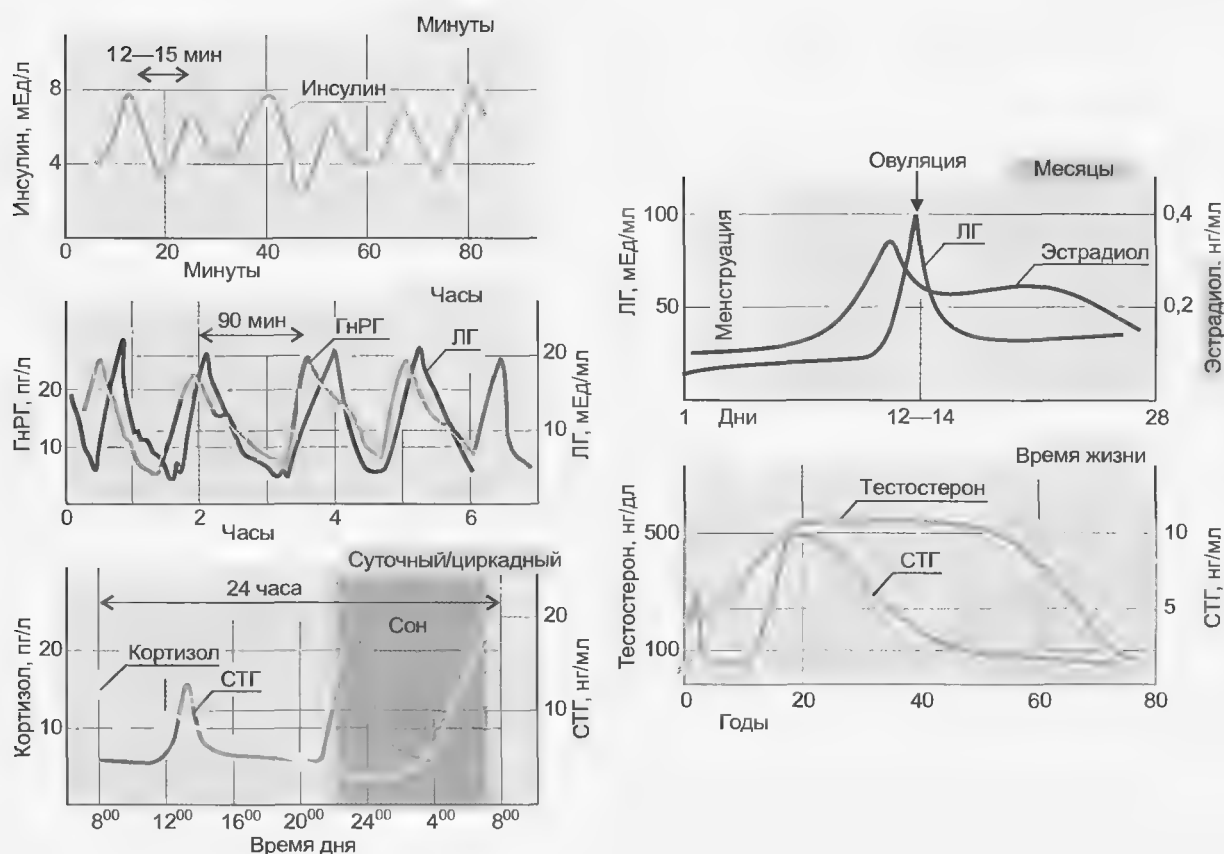 Минуты
12—15 мин
Инсулин, мЕд/л
8
4
Инсулин
0 20 40 60 80
Минуты
Часы
90 мин
ГнРГ
ЛГ
ГнРГ, пг/л
20
10
20
10
ЛГ, мЕд/мл
0 2 4 6
Часы
Суточный/циркадный
24 часа
Сон
Кортизол
СТГ
Кортизол, пг/л
20
10
20
10
СТГ, нг/мл
8⁰⁰ 12⁰⁰ 16⁰⁰ 20⁰⁰ 24⁰⁰ 4⁰⁰ 8⁰⁰
Время дня
Месяцы
Овуляция
ЛГ, мЕд/мл
100
50
Менструация
ЛГ
Эстрадиол
0,4
0,2
Эстрадиол. нг/мл
1 Дни 12—14 28
Время жизни
Тестостерон
СТГ
Тестостерон, нг/дл
500
100
10
5
СТГ, нг/мл
0 20 40 60 80
Годы